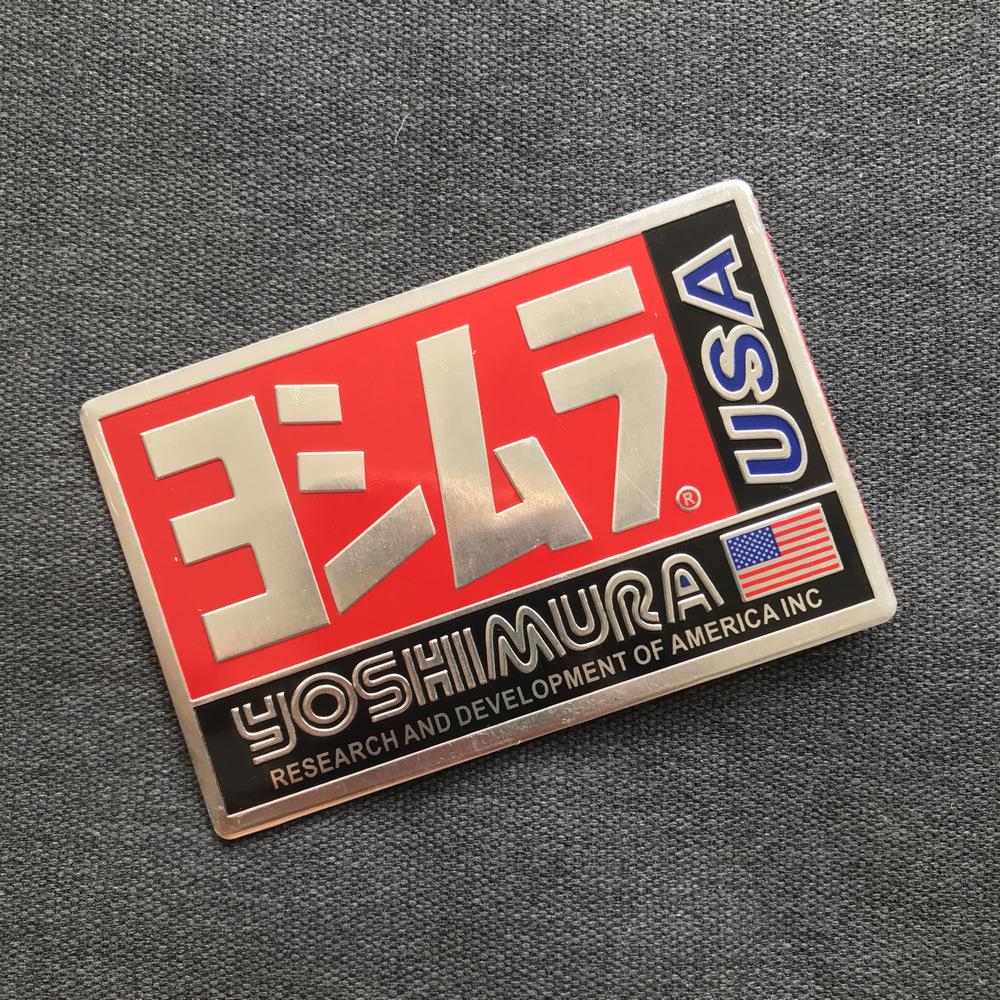 ヨシムラ®
USA
YOSHIMURA
RESEARCH AND DEVELOPMENT OF AMERICA INC